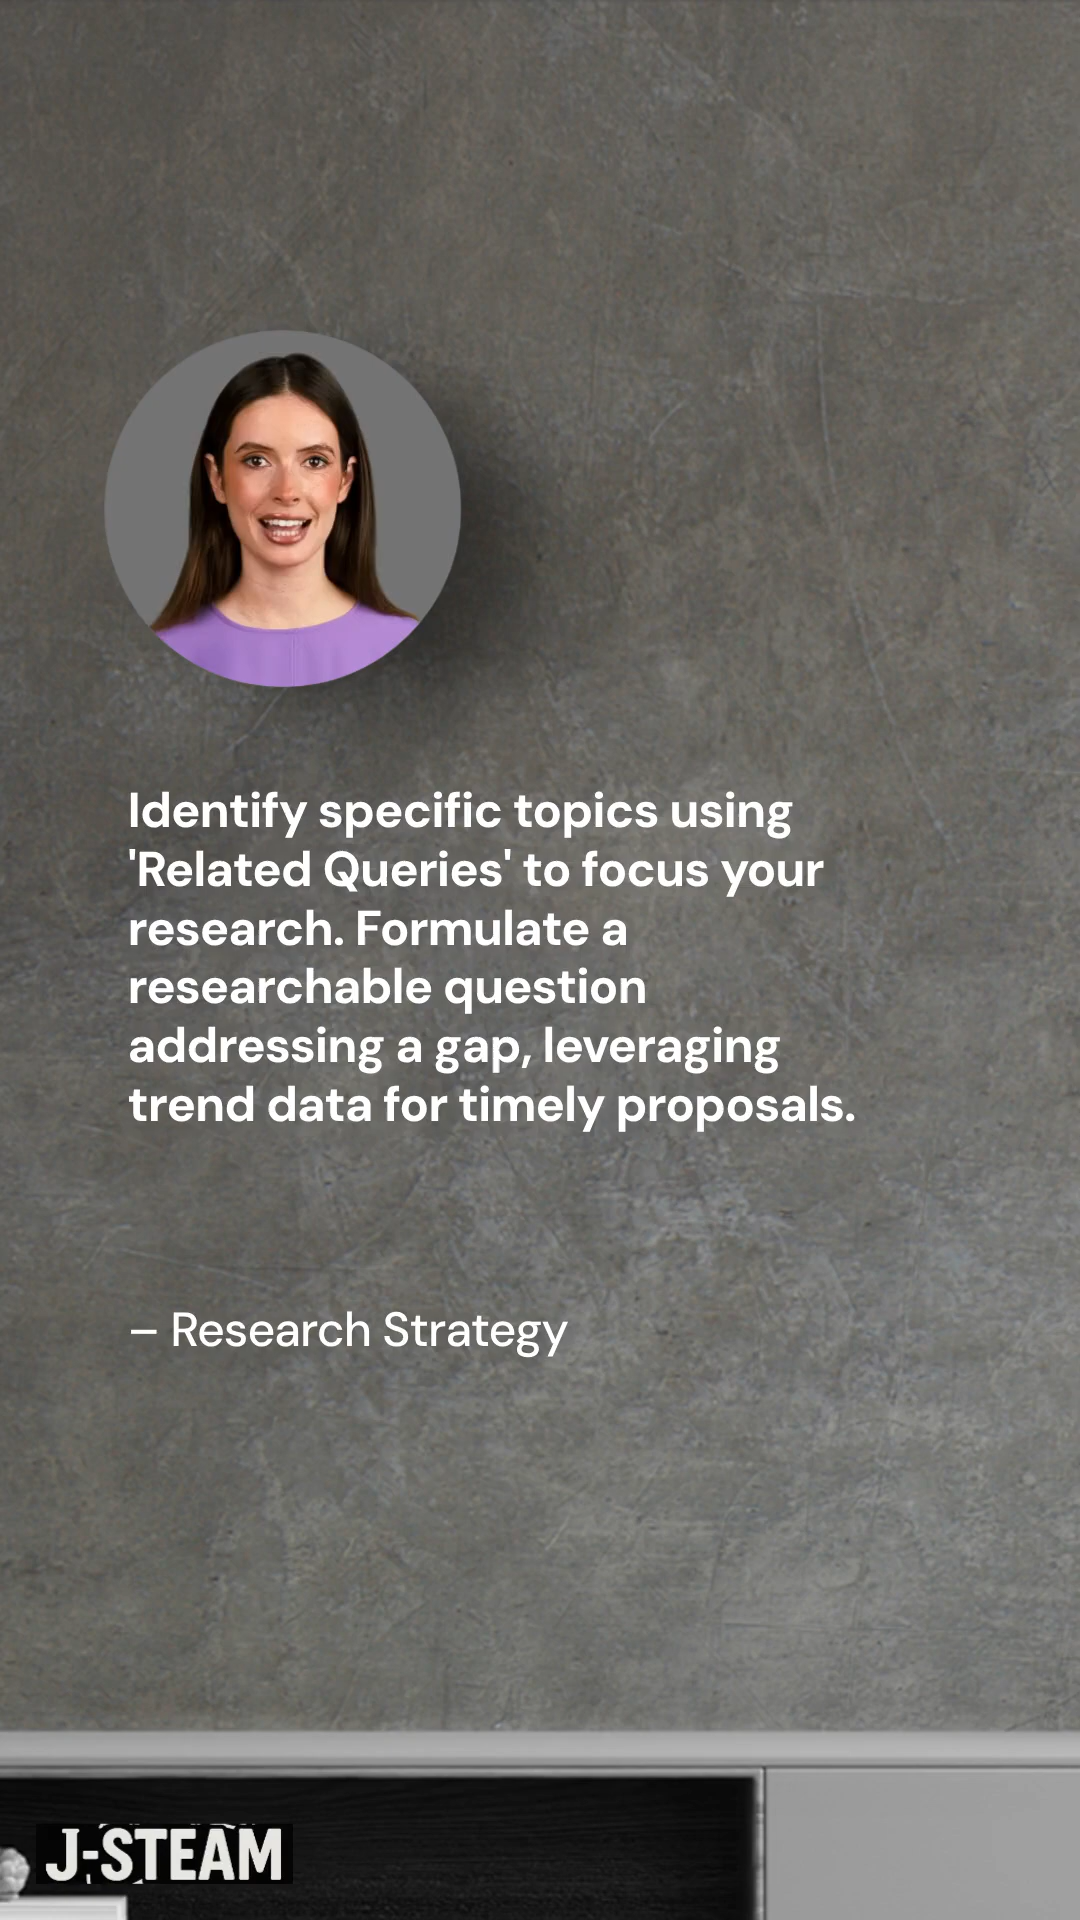 Identify specific topics using
'Related Queries' to focus your
research. Formulate a
researchable question
addressing a gap, leveraging
trend data for timely proposals.
– Research Strategy
J-STEAM